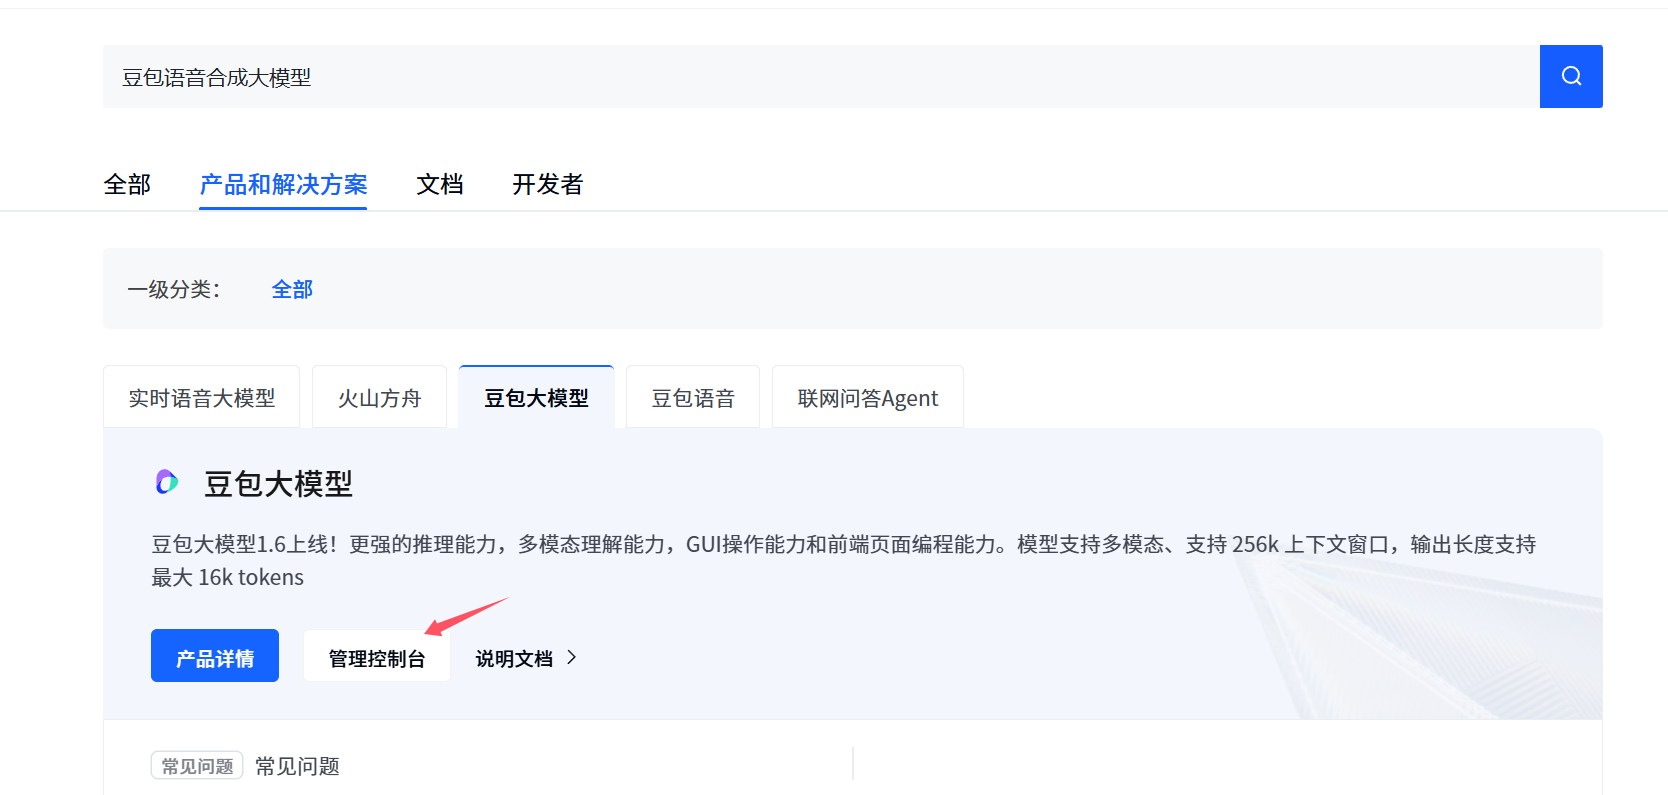 豆包语音合成大模型
全部 产品和解决方案 文档 开发者
一级分类： 全部
实时语音大模型 火山方舟 豆包大模型 豆包语音 联网问答Agent
豆包大模型
豆包大模型1.6上线！更强的推理能力，多模态理解能力，GUI操作能力和前端页面编程能力。模型支持多模态、支持 256k 上下文窗口，输出长度支持
最大 16k tokens
产品详情 管理控制台 说明文档
常见问题 常见问题